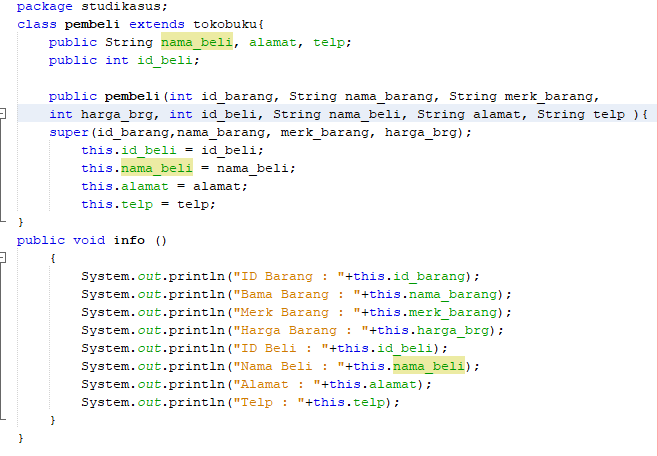 package studikasus;
class pembeli extends tokobuku{
    public String nama_beli, alamat, telp;
    public int id_beli;

    public pembeli(int id_barang, String nama_barang, String merk_barang,
    int harga_brg, int id_beli, String nama_beli, String alamat, String telp ){
    super(id_barang,nama_barang, merk_barang, harga_brg);
        this.id_beli = id_beli;
        this.nama_beli = nama_beli;
        this.alamat = alamat;
        this.telp = telp;
}
public void info ()
    {
        System.out.println("ID Barang : "+this.id_barang);
        System.out.println("Bama Barang : "+this.nama_barang);
        System.out.println("Merk Barang : "+this.merk_barang);
        System.out.println("Harga Barang : "+this.harga_brg);
        System.out.println("ID Beli : "+this.id_beli);
        System.out.println("Nama Beli : "+this.nama_beli);
        System.out.println("Alamat : "+this.alamat);
        System.out.println("Telp : "+this.telp);
    }
}